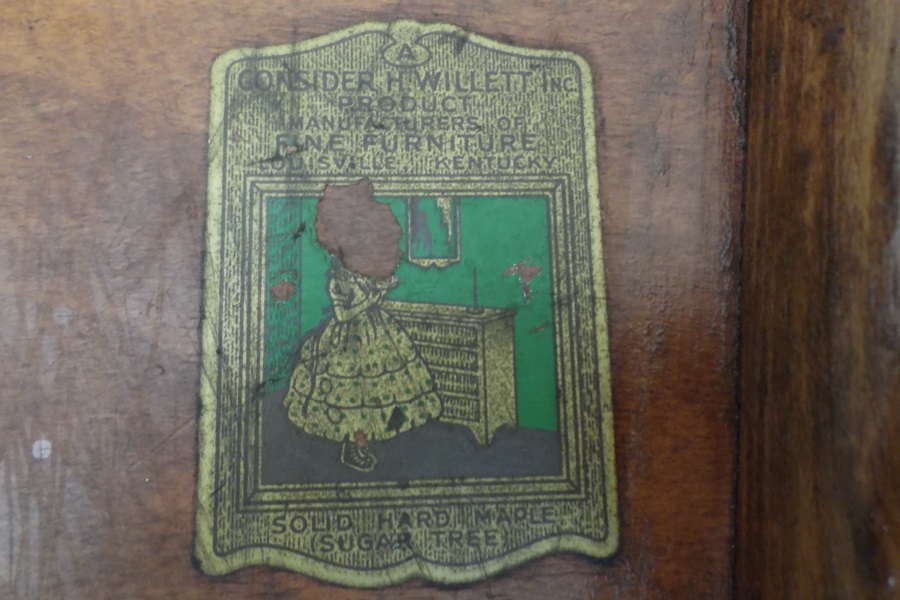 A
CONSIDER H. WILLETT INC.
PRODUCT
MANUFACTURERS OF
FINE FURNITURE
LOUISVILLE, KENTUCKY
SOLID HARD MAPLE
(SUGAR TREE)